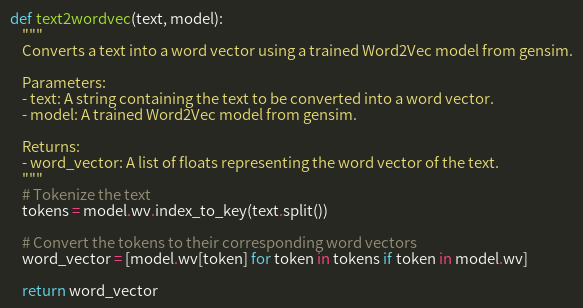 def text2wordvec(text, model):
    """
    Converts a text into a word vector using a trained Word2Vec model from gensim.

    Parameters:
    - text: A string containing the text to be converted into a word vector.
    - model: A trained Word2Vec model from gensim.

    Returns:
    - word_vector: A list of floats representing the word vector of the text.
    """
    # Tokenize the text
    tokens = model.wv.index_to_key(text.split())

    # Convert the tokens to their corresponding word vectors
    word_vector = [model.wv[token] for token in tokens if token in model.wv]

    return word_vector